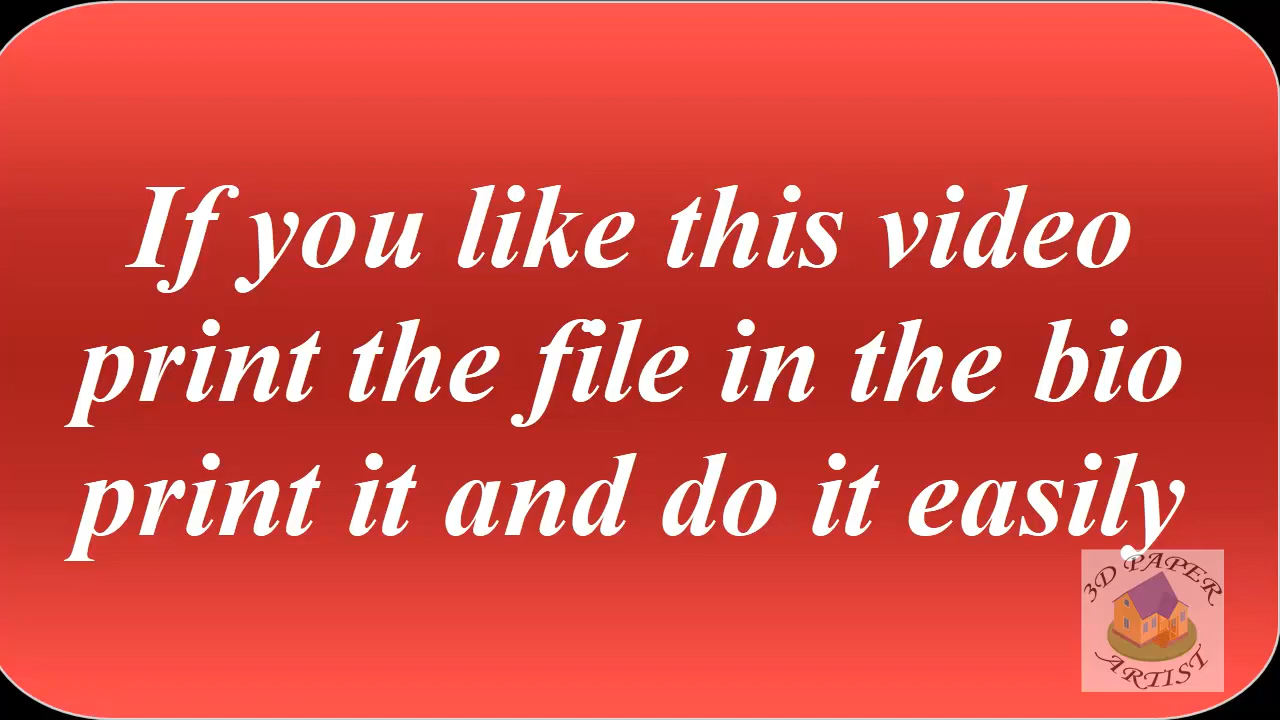 If you like this video
print the file in the bio
print it and do it easily
3D PAPER
ARTIST